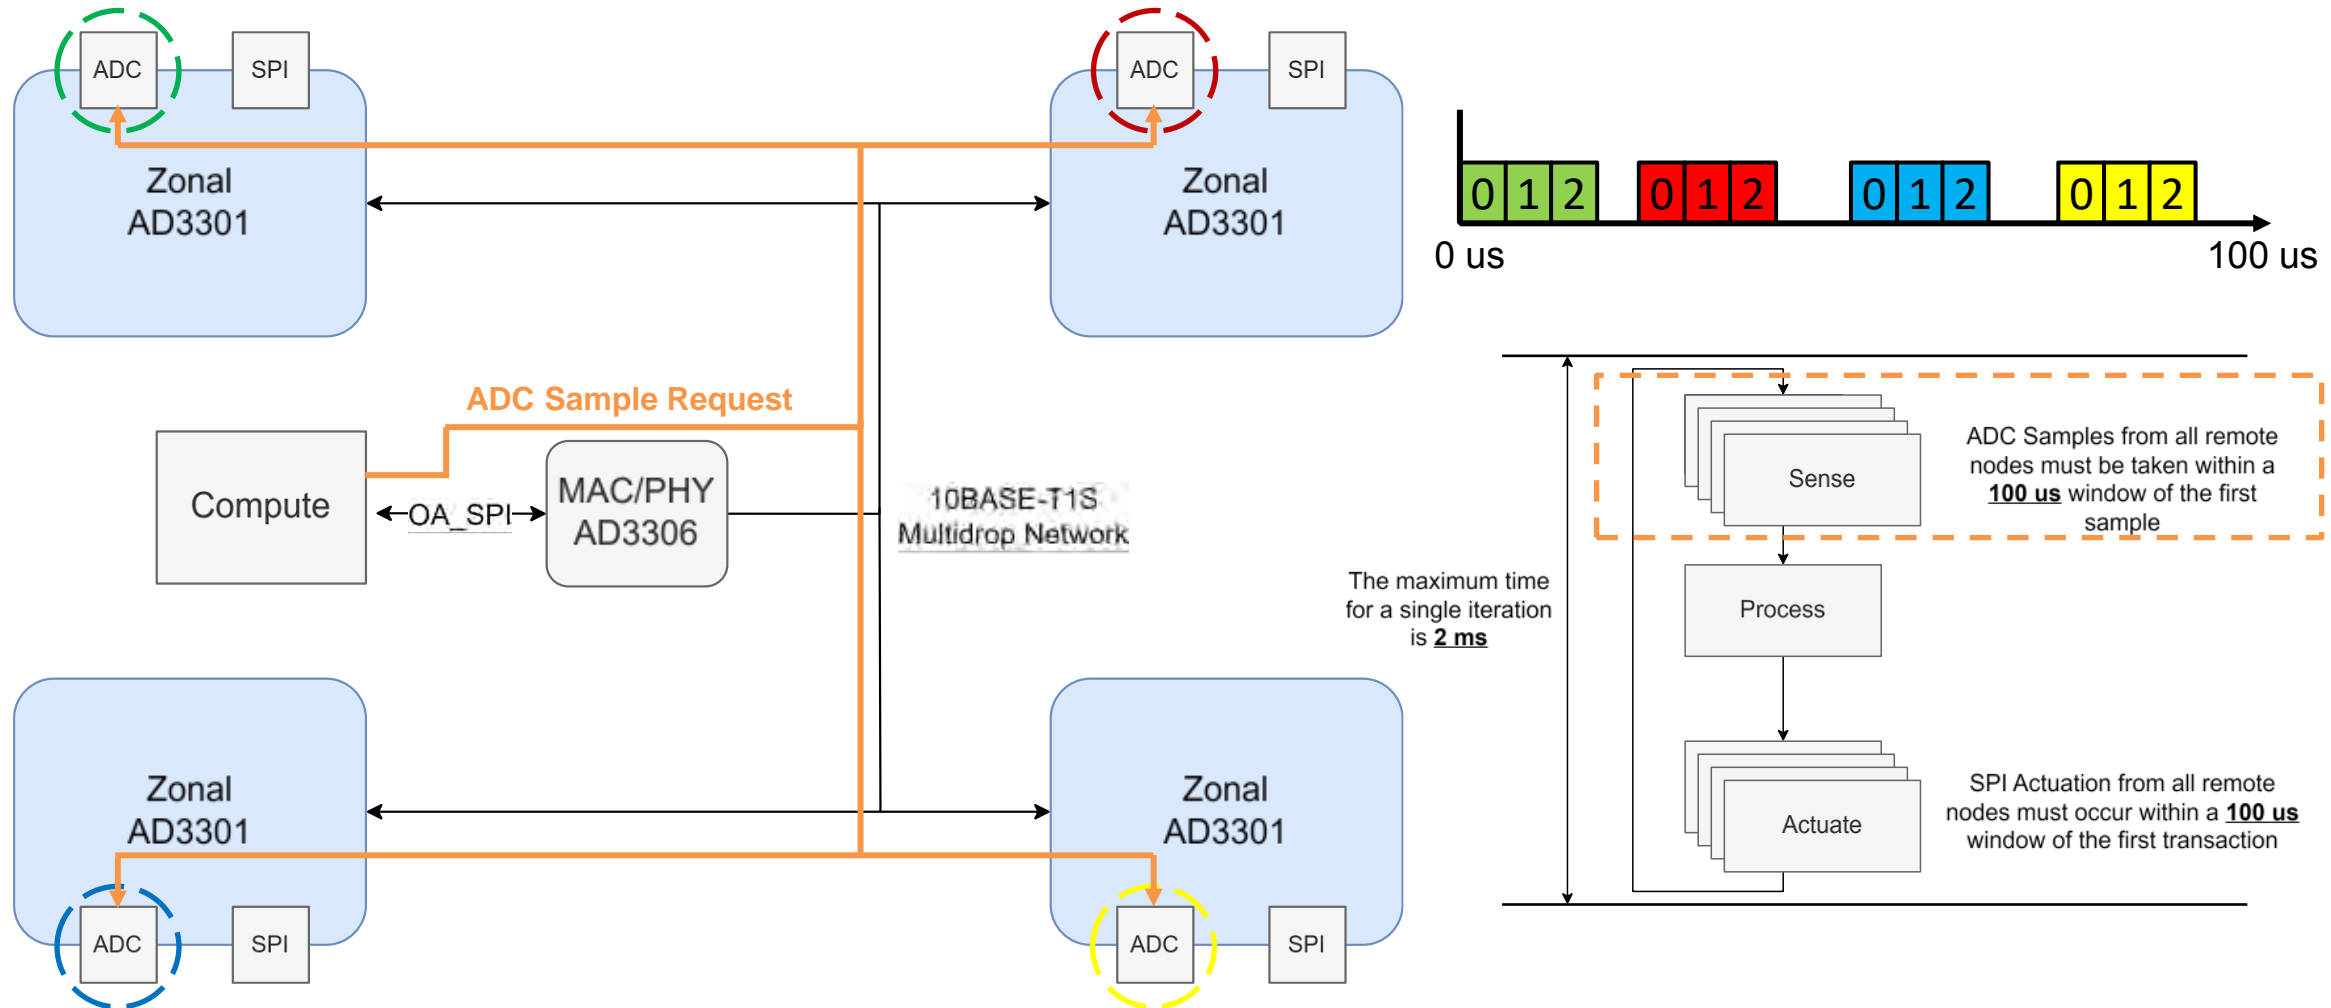 ADC
SPI
Zonal
AD3301
ADC
SPI
Zonal
AD3301
0 1 2
0 1 2
0 1 2
0 1 2
0 us
100 us
ADC Sample Request
Compute
OA_SPI
MAC/PHY
AD3306
10BASE-T1S
Multidrop Network
Zonal
AD3301
ADC
SPI
Zonal
AD3301
ADC
SPI
The maximum time
for a single iteration
is 2 ms
Sense
ADC Samples from all remote
nodes must be taken within a
100 us window of the first
sample
Process
Actuate
SPI Actuation from all remote
nodes must occur within a 100 us
window of the first transaction